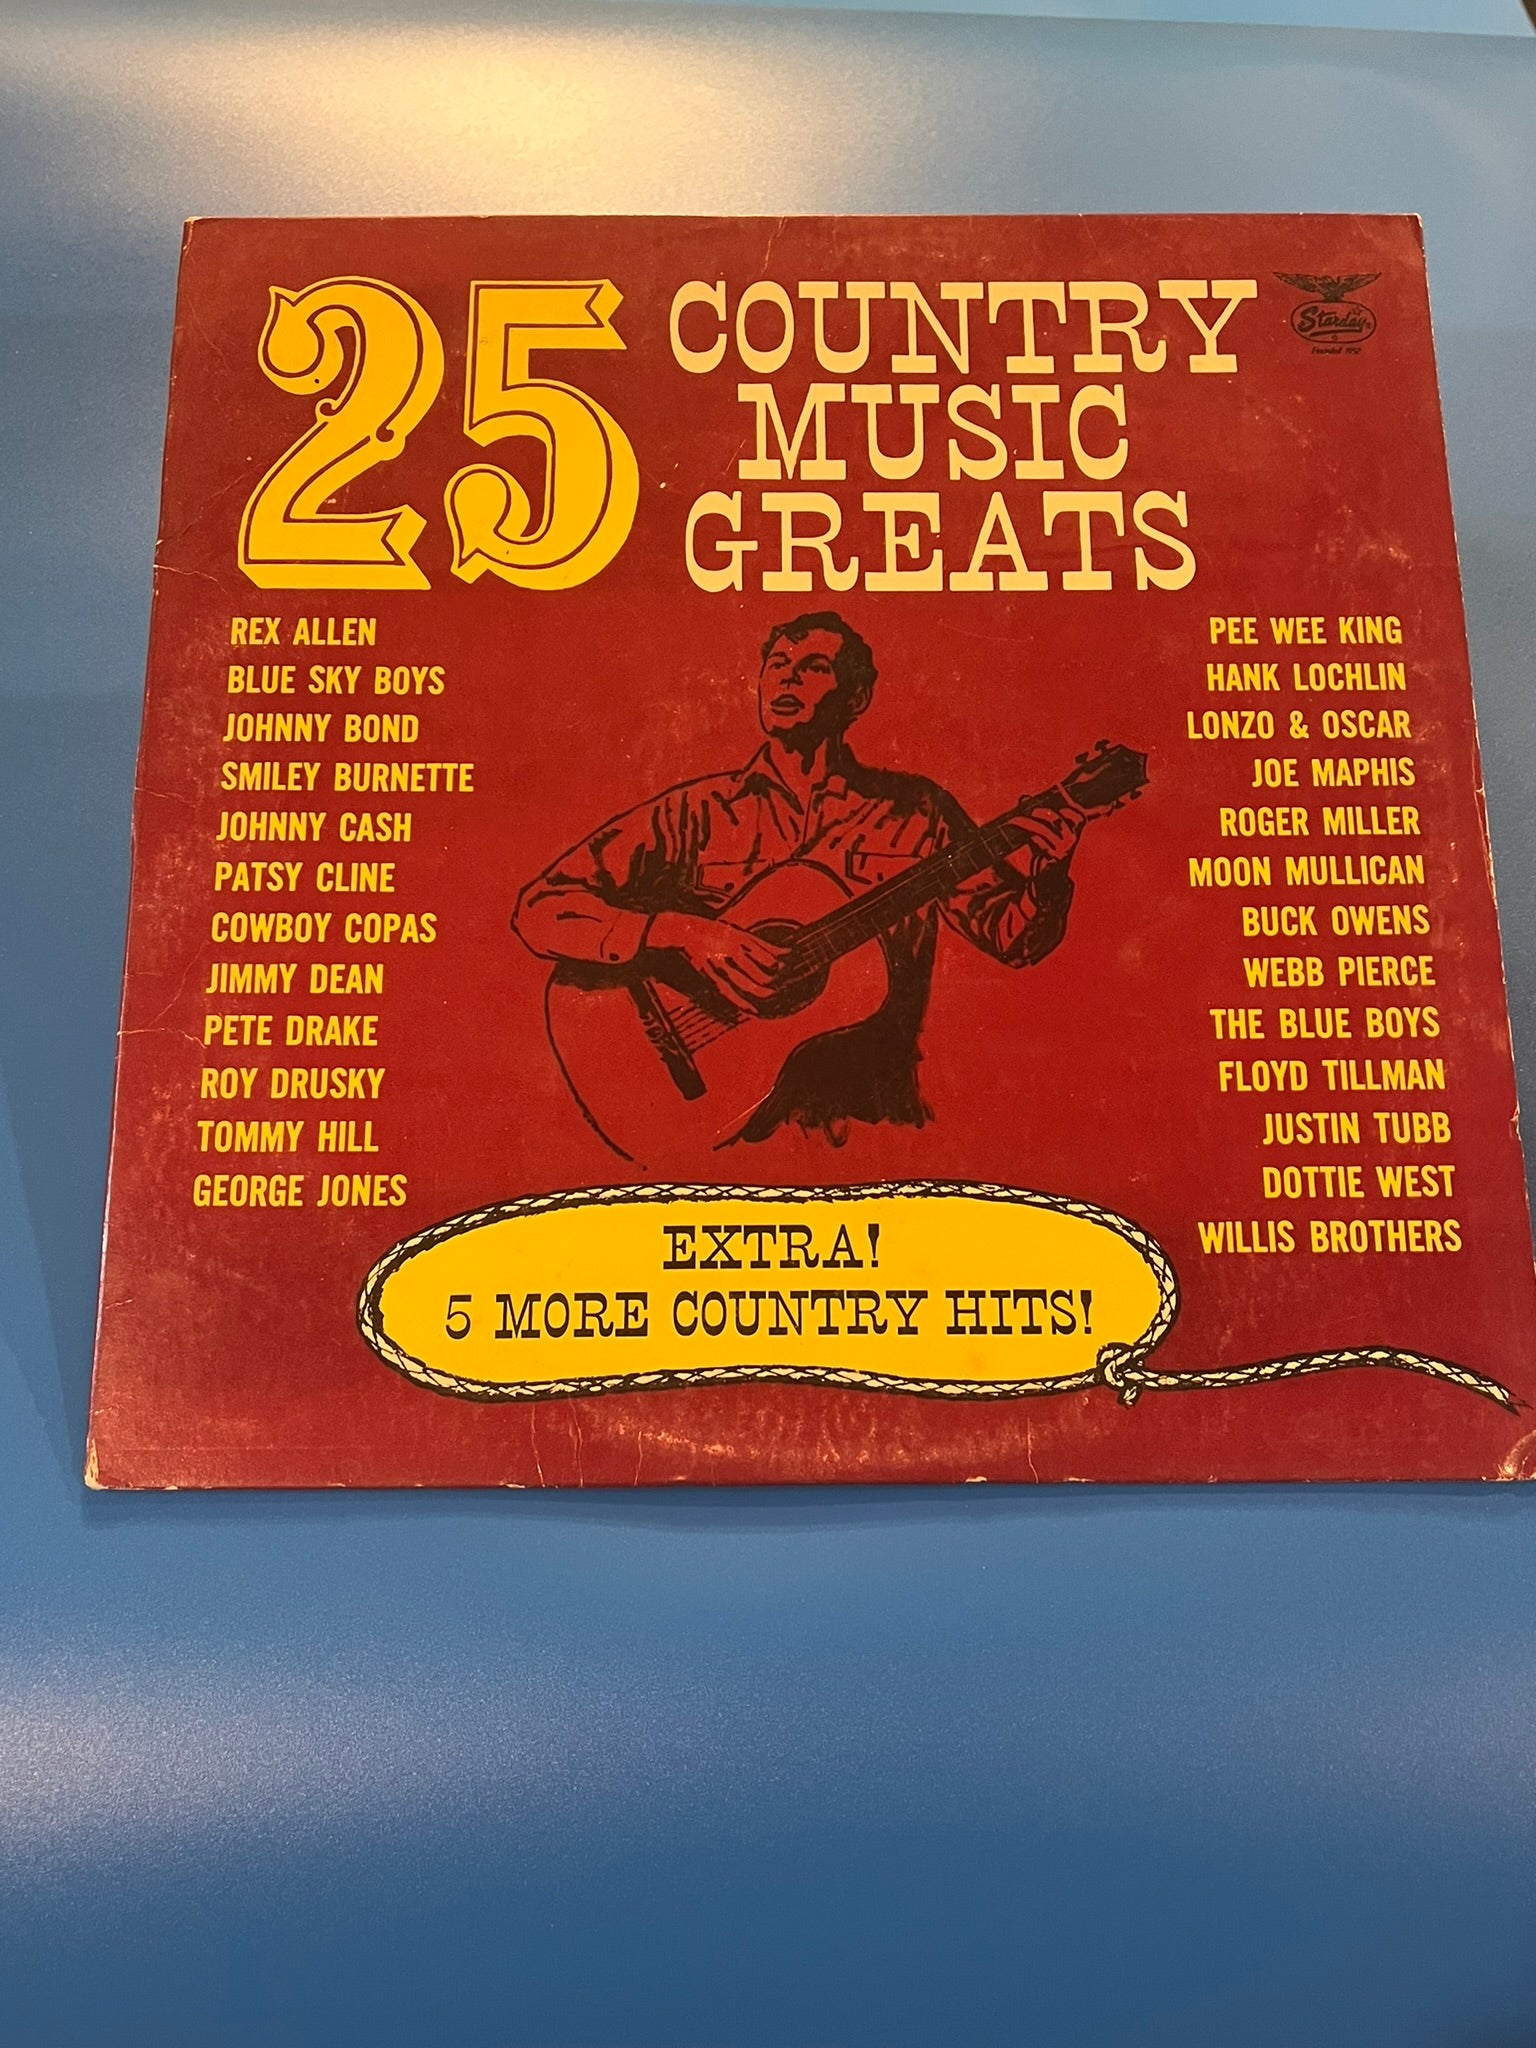 25 COUNTRY
MUSIC
GREATS
Starday
Founded 1952
REX ALLEN
BLUE SKY BOYS
JOHNNY BOND
SMILEY BURNETTE
JOHNNY CASH
PATSY CLINE
COWBOY COPAS
JIMMY DEAN
PETE DRAKE
ROY DRUSKY
TOMMY HILL
GEORGE JONES
PEE WEE KING
HANK LOCHLIN
LONZO & OSCAR
JOE MAPHIS
ROGER MILLER
MOON MULLICAN
BUCK OWENS
WEBB PIERCE
THE BLUE BOYS
FLOYD TILLMAN
JUSTIN TUBB
DOTTIE WEST
WILLIS BROTHERS
EXTRA!
5 MORE COUNTRY HITS!